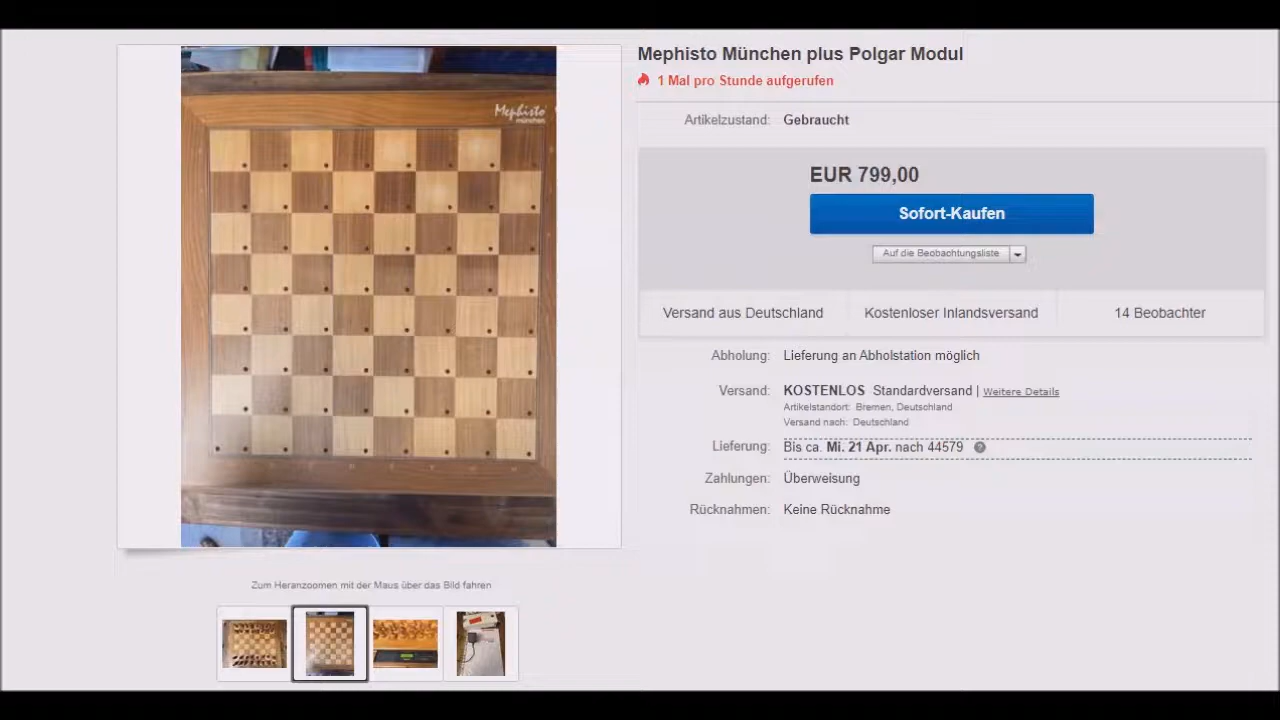 Mephisto
münchen
Mephisto München plus Polgar Modul
1 Mal pro Stunde aufgerufen
Artikelzustand: Gebraucht
EUR 799,00
Sofort-Kaufen
Auf die Beobachtungsliste
Versand aus Deutschland
Kostenloser Inlandsversand
14 Beobachter
Abholung: Lieferung an Abholstation möglich
Versand: KOSTENLOS Standardversand | Weitere Details
Artikelstandort: Bremen, Deutschland
Versand nach: Deutschland
Lieferung: Bis ca. Mi. 21 Apr. nach 44579
Zahlungen: Überweisung
Rücknahmen: Keine Rücknahme
Zum Heranzoomen mit der Maus über das Bild fahren